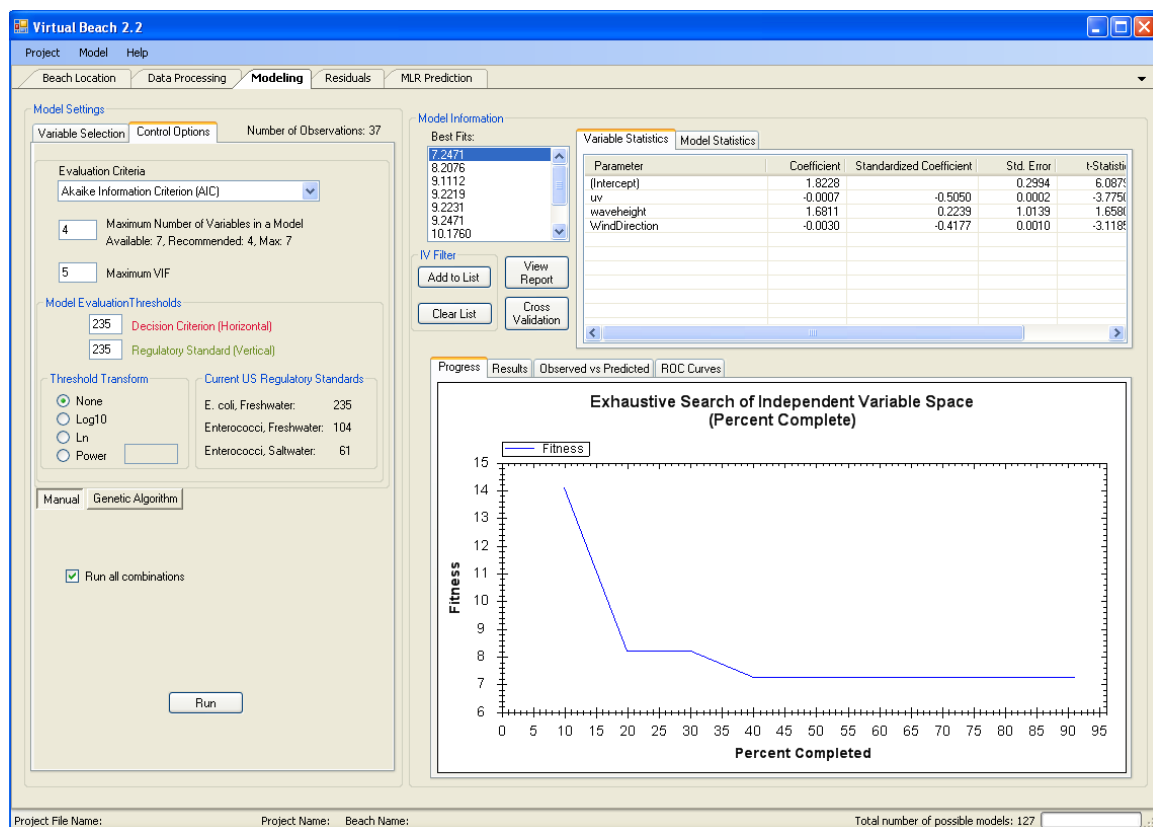 Virtual Beach 2.2
Project Model Help
Beach Location Data Processing Modeling Residuals MLR Prediction
Model Settings
Variable Selection Control Options Number of Observations: 37
Evaluation Criteria
Akaike Information Criterion (AIC)
4 Maximum Number of Variables in a Model
Available: 7, Recommended: 4, Max: 7
5 Maximum VIF
Model EvaluationThresholds
235 Decision Criterion (Horizontal)
235 Regulatory Standard (Vertical)
Threshold Transform
None
Log10
Ln
Power
Current US Regulatory Standards
E. coli, Freshwater: 235
Enterococci, Freshwater: 104
Enterococci, Saltwater: 61
Manual Genetic Algorithm
Run all combinations
Run
Model Information
Best Fits:
7.2471
8.2076
9.1112
9.2219
9.2231
9.2471
10.1760
IV Filter
Add to List
Clear List
View
Report
Cross
Validation
Variable Statistics Model Statistics
Parameter Coefficient Standardized Coefficient Std. Error t-Statisti
(Intercept) 1.8228 0.2994 6.0879
uv -0.0007 -0.5050 0.0002 -3.7750
waveheight 1.6811 0.2239 1.0139 1.6580
WindDirection -0.0030 -0.4177 0.0010 -3.1185
Progress Results Observed vs Predicted ROC Curves
Exhaustive Search of Independent Variable Space
(Percent Complete)
Fitness
15
14
13
12
11
10
9
8
7
6
Fitness
0 5 10 15 20 25 30 35 40 45 50 55 60 65 70 75 80 85 90 95
Percent Completed
Project File Name: Project Name: Beach Name: Total number of possible models: 127